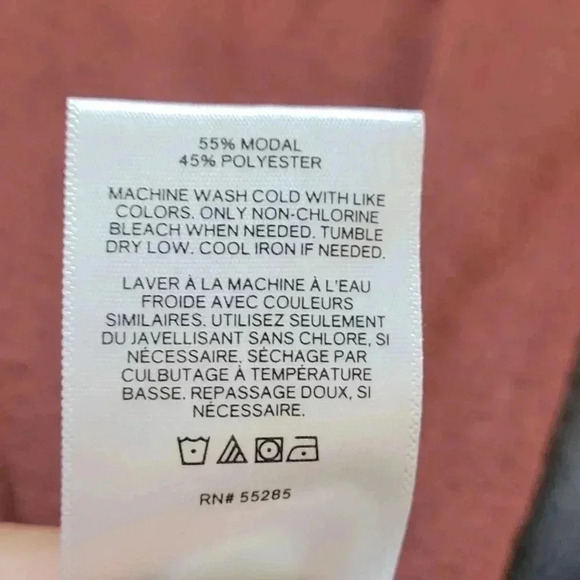 55% MODAL
45% POLYESTER
MACHINE WASH COLD WITH LIKE
COLORS. ONLY NON-CHLORINE
BLEACH WHEN NEEDED. TUMBLE
DRY LOW. COOL IRON IF NEEDED.
LAVER À LA MACHINE À L'EAU
FROIDE AVEC COULEURS
SIMILAIRES. UTILISEZ SEULEMENT
DU JAVELLISANT SANS CHLORE, SI
NÉCESSAIRE. SÉCHAGE PAR
CULBUTAGE À TEMPÉRATURE
BASSE. REPASSAGE DOUX, SI
NÉCESSAIRE.
RN# 55285